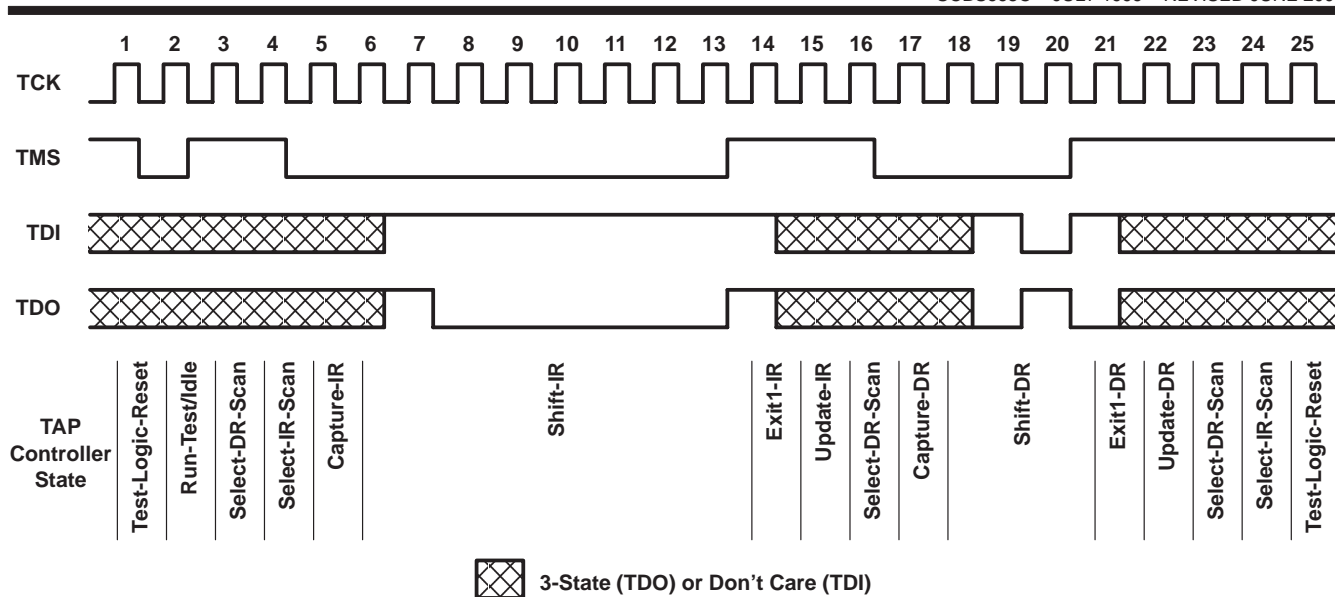 1 2 3 4 5 6 7 8 9 10 11 12 13 14 15 16 17 18 19 20 21 22 23 24 25
TCK
TMS
TDI
TDO
TAP
Controller
State
Test-Logic-Reset
Run-Test/Idle
Select-DR-Scan
Select-IR-Scan
Capture-IR
Shift-IR
Exit1-IR
Update-IR
Select-DR-Scan
Capture-DR
Shift-DR
Exit1-DR
Update-DR
Select-DR-Scan
Select-IR-Scan
Test-Logic-Reset
3-State (TDO) or Don't Care (TDI)